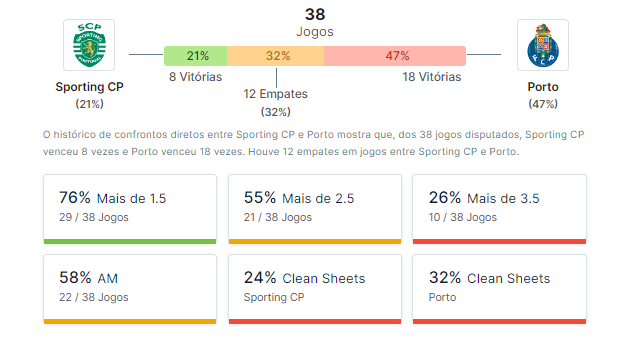 38
Jogos
SCP
SPORTING
PORTUGAL
21%
32%
47%
FCP
8 Vitórias
18 Vitórias
Sporting CP
(21%)
12 Empates
(32%)
Porto
(47%)
O histórico de confrontos diretos entre Sporting CP e Porto mostra que, dos 38 jogos disputados, Sporting CP
venceu 8 vezes e Porto venceu 18 vezes. Houve 12 empates em jogos entre Sporting CP e Porto.
76% Mais de 1.5
29 / 38 Jogos
55% Mais de 2.5
21 / 38 Jogos
26% Mais de 3.5
10 / 38 Jogos
58% AM
22 / 38 Jogos
24% Clean Sheets
Sporting CP
32% Clean Sheets
Porto